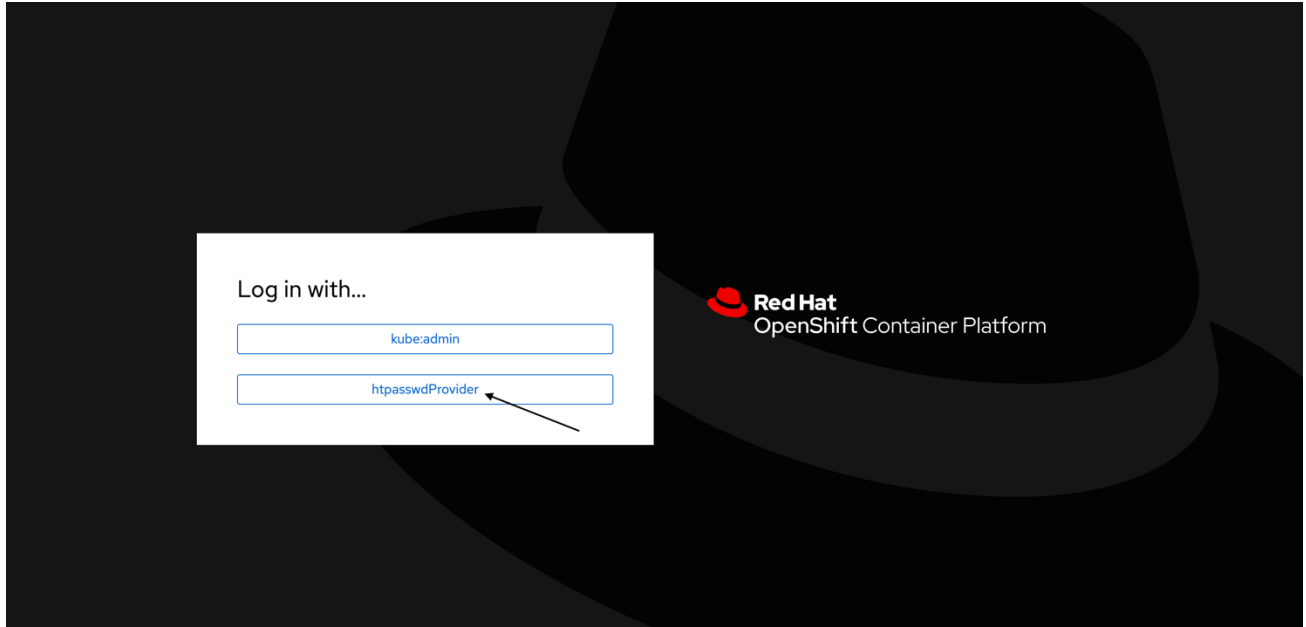 Log in with...
kube:admin
htpasswdProvider
Red Hat
OpenShift Container Platform